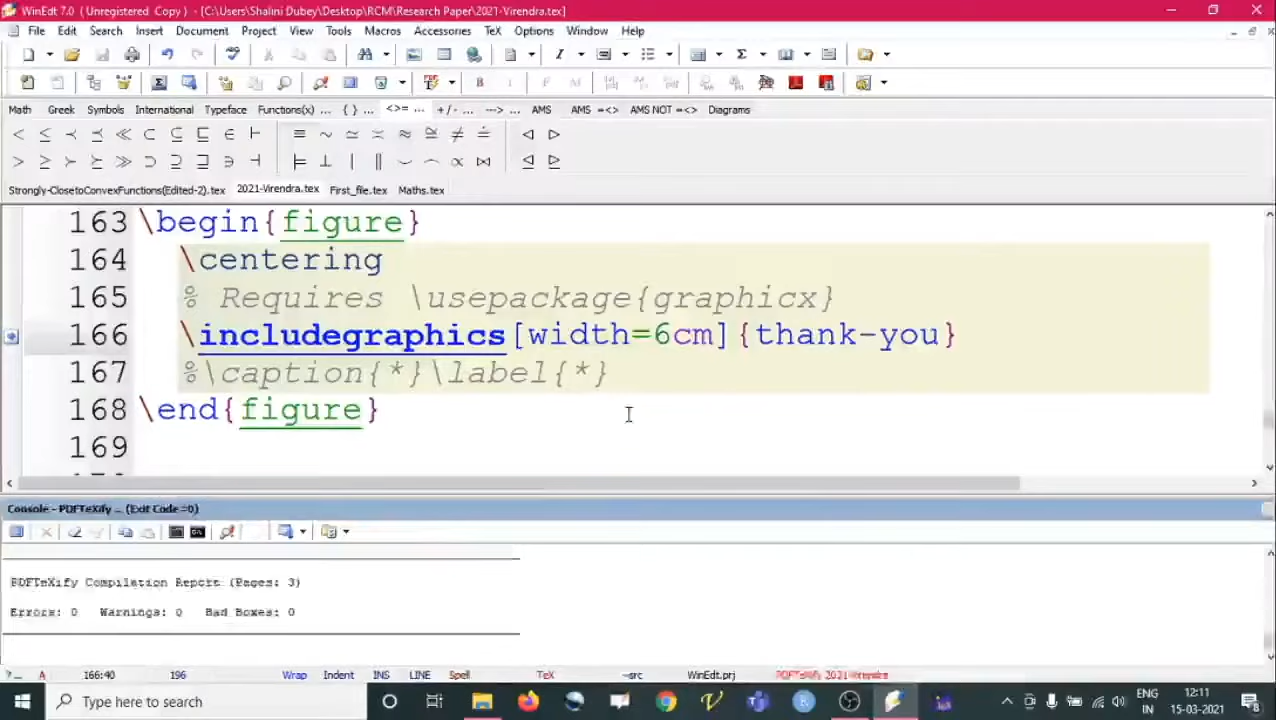 WinEdt 7.0 ( Unregistered Copy ) - [C:\Users\Shalini Dubey\Desktop\RCM\Research Paper\2021-Virendra.tex]
File Edit Search Insert Document Project View Tools Macros Accessories TeX Options Window Help
Math Greek Symbols International Typeface Functions(x) ... { } ... <>= ... +/- ... --> ... AMS AMS =<> AMS NOT =<> Diagrams
Strongly-ClosetoConvexFunctions(Edited-2).tex 2021-Virendra.tex First_file.tex Maths.tex
163 \begin{figure}
164 \centering
165 % Requires \usepackage{graphicx}
166 \includegraphics[width=6cm]{thank-you}
167 %\caption{*}\label{*}
168 \end{figure}
169
Console - PDFTeXify ... (Exit Code =0)
PDFTeXify Compilation Report (Pages: 3)
Errors: 0 Warnings: 0 Bad Boxes: 0
?... A 166:40 196 Wrap Indent INS LINE Spell TeX --src WinEdt.prj PDFTeXify 2021-Virendra
Type here to search
ENG 12:11
IN 15-03-2021